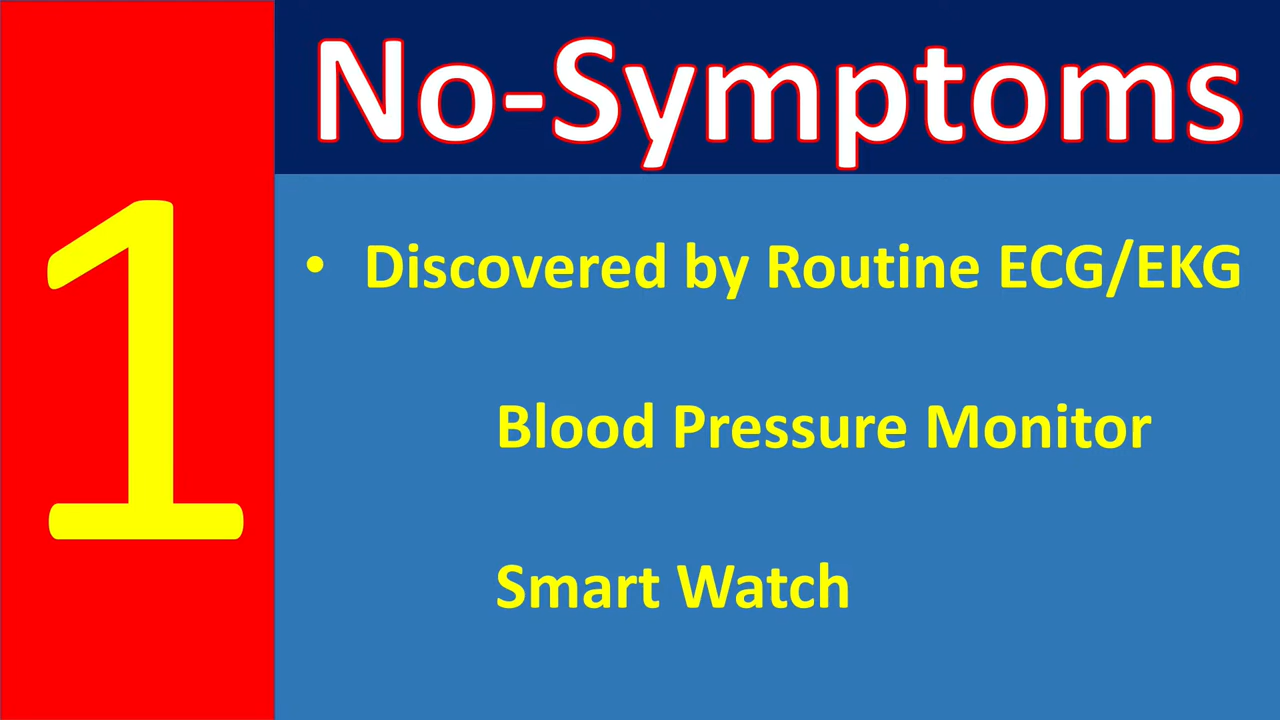 1
No-Symptoms
• Discovered by Routine ECG/EKG
Blood Pressure Monitor
Smart Watch